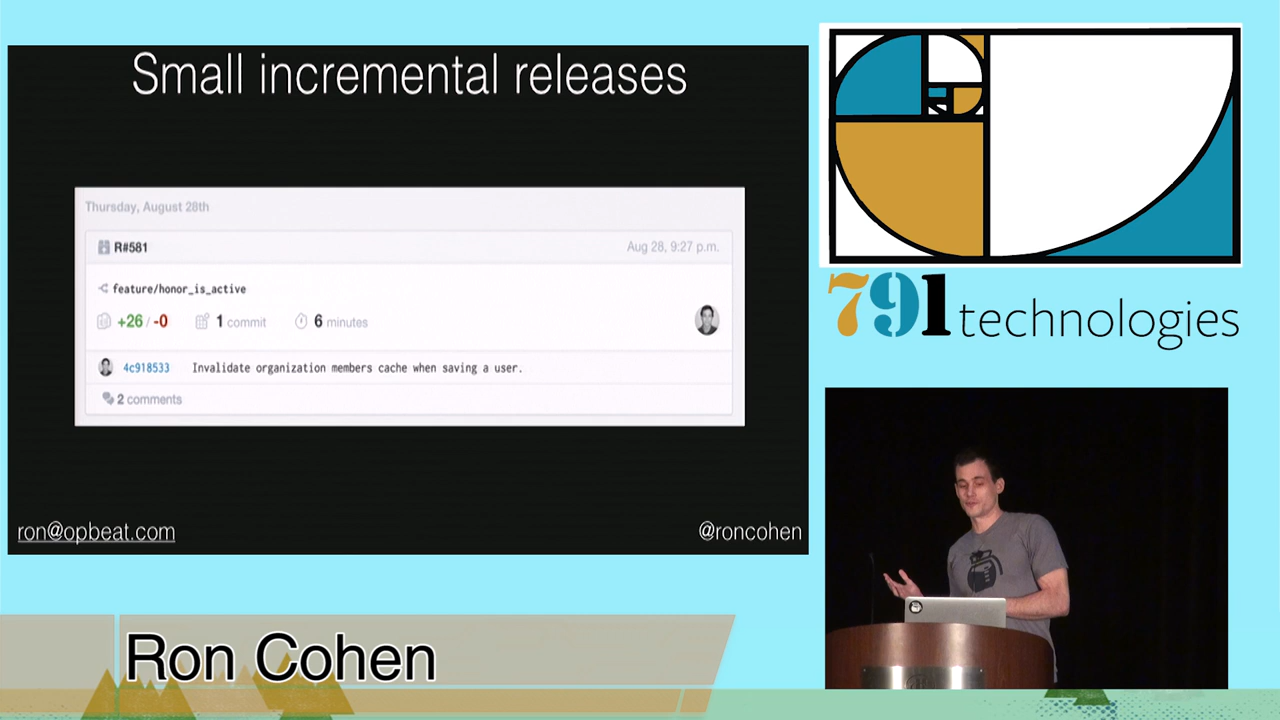 Small incremental releases
Thursday, August 28th
R#581
Aug 28, 9:27 p.m.
feature/honor_is_active
+26 / -0
1 commit
6 minutes
4c918533
Invalidate organization members cache when saving a user.
2 comments
ron@opbeat.com
@roncohen
791 technologies
Ron Cohen